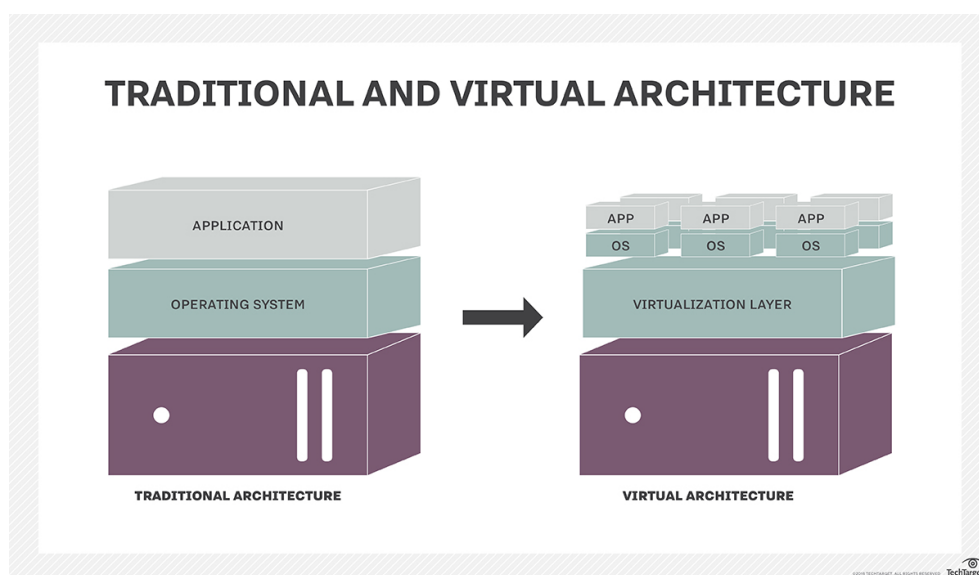 TRADITIONAL AND VIRTUAL ARCHITECTURE
APPLICATION
OPERATING SYSTEM
TRADITIONAL ARCHITECTURE
APP APP APP
OS OS OS
VIRTUALIZATION LAYER
VIRTUAL ARCHITECTURE